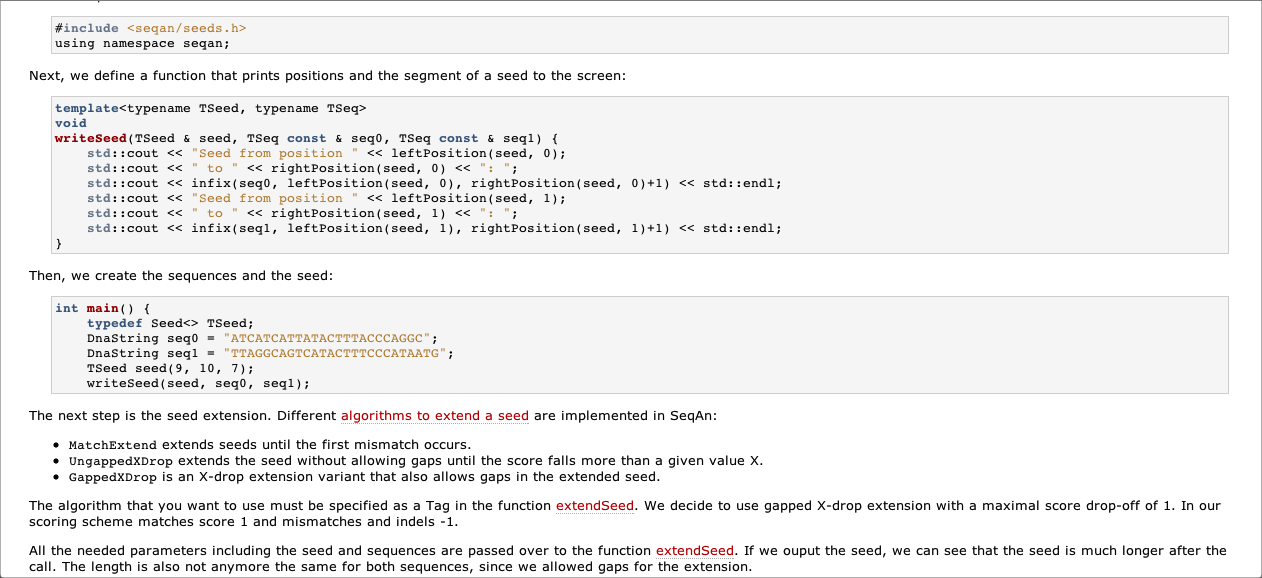 #include <seqan/seeds.h>
using namespace seqan;
Next, we define a function that prints positions and the segment of a seed to the screen:
template<typename TSeed, typename TSeq>
void
writeSeed(TSeed & seed, TSeq const & seq0, TSeq const & seq1) {
    std::cout << "Seed from position " << leftPosition(seed, 0);
    std::cout << " to " << rightPosition(seed, 0) << ": ";
    std::cout << infix(seq0, leftPosition(seed, 0), rightPosition(seed, 0)+1) << std::endl;
    std::cout << "Seed from position " << leftPosition(seed, 1);
    std::cout << " to " << rightPosition(seed, 1) << ": ";
    std::cout << infix(seq1, leftPosition(seed, 1), rightPosition(seed, 1)+1) << std::endl;
}
Then, we create the sequences and the seed:
int main() {
    typedef Seed<> TSeed;
    DnaString seq0 = "ATCATCATTATACTTTACCCAGGC";
    DnaString seq1 = "TTAGGCAGTCATACTTTCCCATAATG";
    TSeed seed(9, 10, 7);
    writeSeed(seed, seq0, seq1);
The next step is the seed extension. Different algorithms to extend a seed are implemented in SeqAn:
• MatchExtend extends seeds until the first mismatch occurs.
• UngappedXDrop extends the seed without allowing gaps until the score falls more than a given value X.
• GappedXDrop is an X-drop extension variant that also allows gaps in the extended seed.
The algorithm that you want to use must be specified as a Tag in the function extendSeed. We decide to use gapped X-drop extension with a maximal score drop-off of 1. In our
scoring scheme matches score 1 and mismatches and indels -1.
All the needed parameters including the seed and sequences are passed over to the function extendSeed. If we ouput the seed, we can see that the seed is much longer after the
call. The length is also not anymore the same for both sequences, since we allowed gaps for the extension.